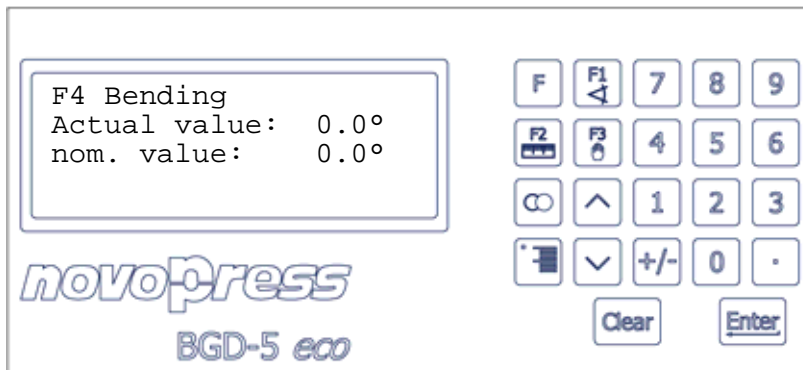 F4 Bending
Actual value: 0.0°
nom. value: 0.0°
novopress
BGD-5 eco
F F1 7 8 9
F2 F3 4 5 6
1 2 3
+/- 0 .
Clear Enter